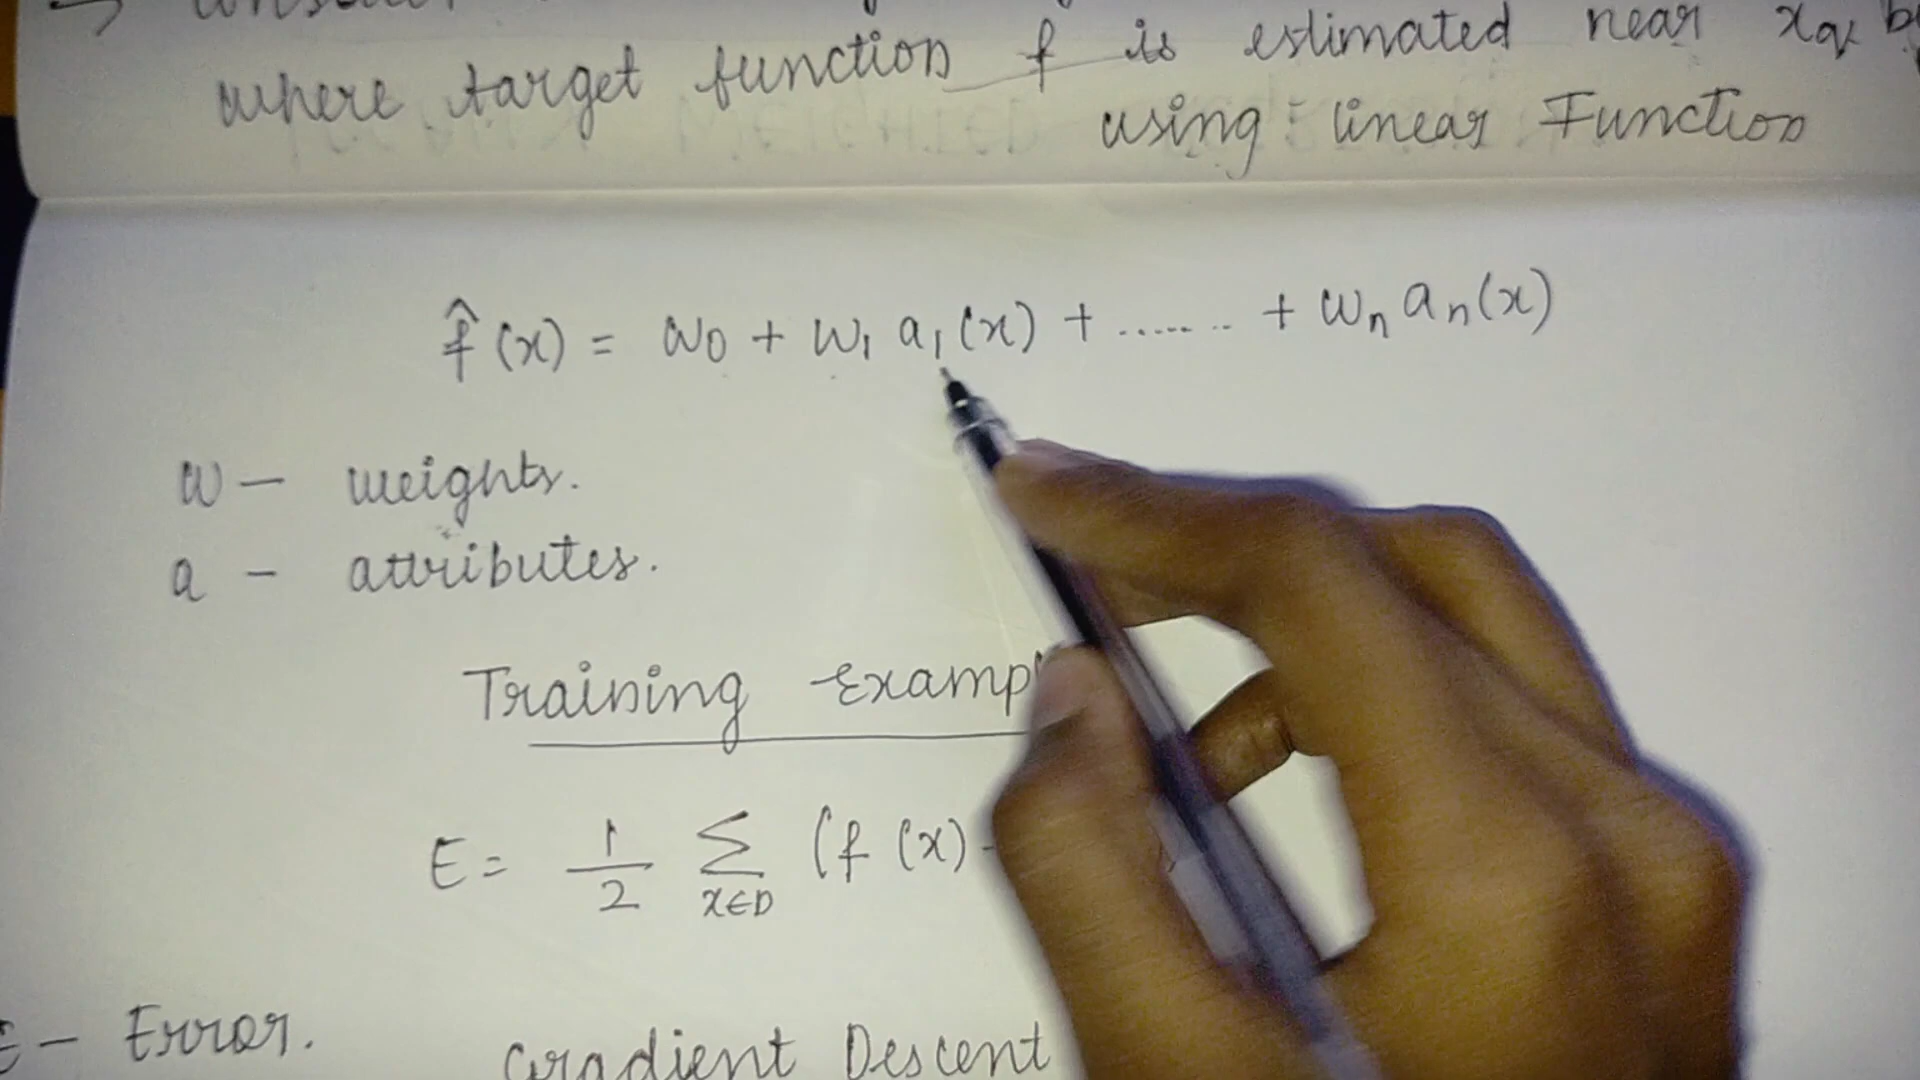 where target function f is estimated near xq
using linear Function
f̂(x) = w0 + w1 a1(x) + ....... + wn an(x)
w - weights.
a - attributes.
Training Examp
E = 1/2 Σ x∈D (f(x) -
E - Error.
Gradient Descent